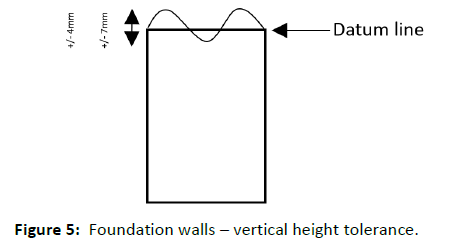 +/- 4mm
+/- 7mm
Datum line
Figure 5: Foundation walls – vertical height tolerance.